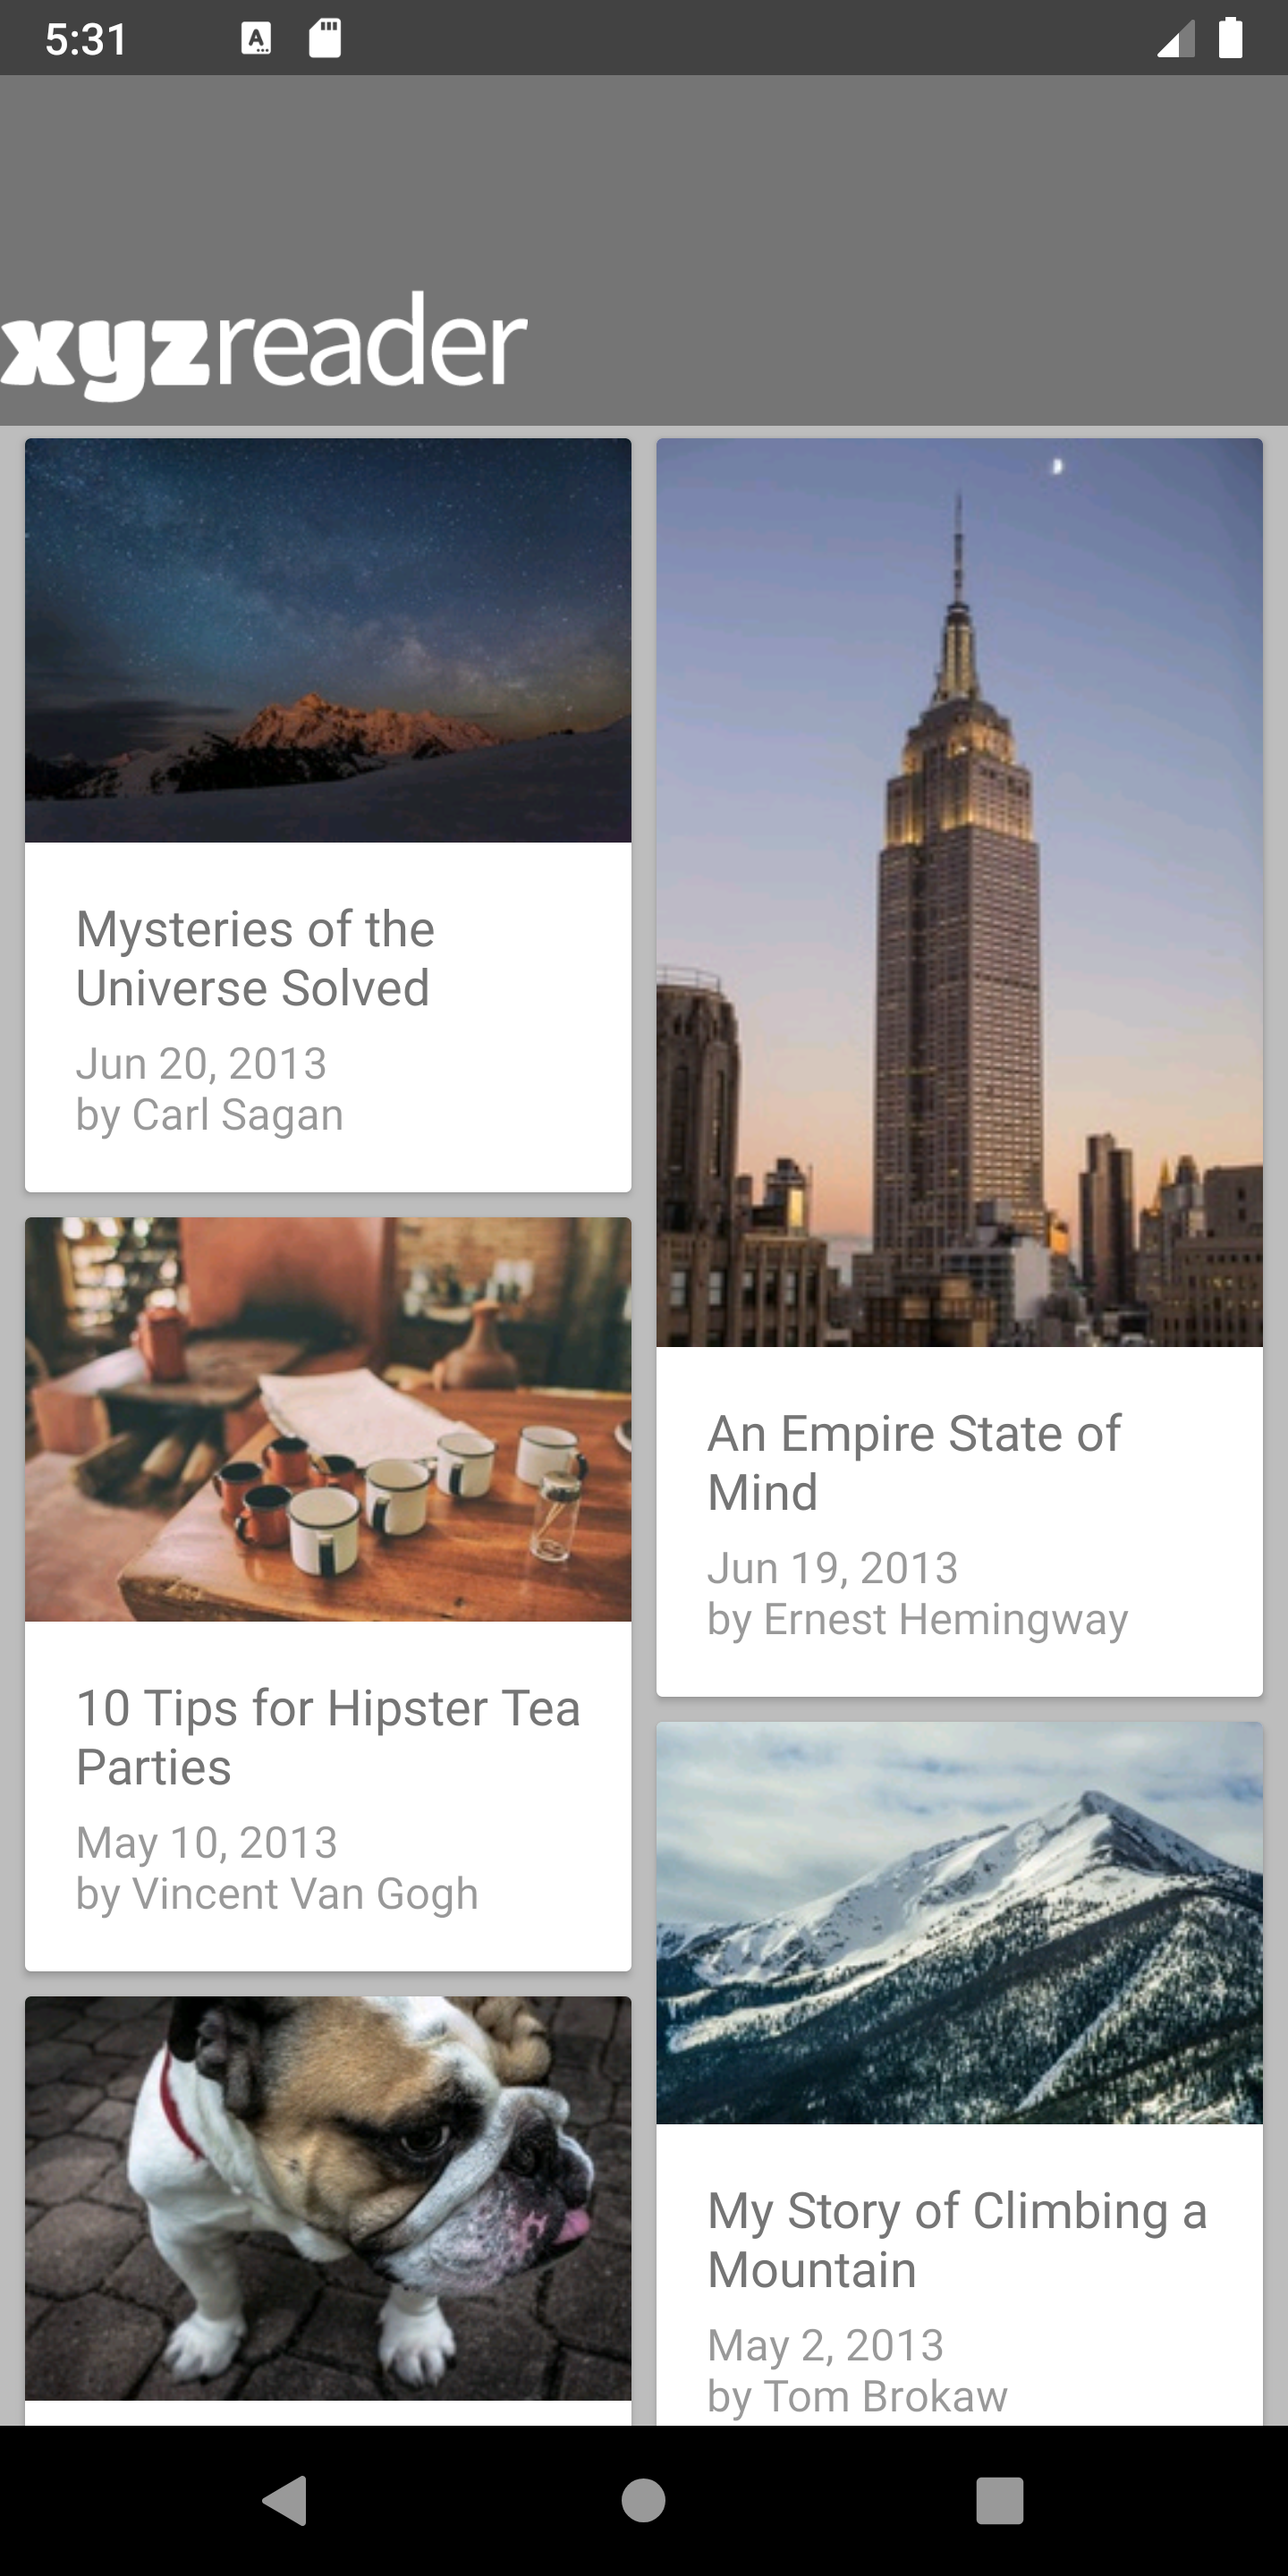 5:31
xyzreader
Mysteries of the
Universe Solved
Jun 20, 2013
by Carl Sagan
An Empire State of
Mind
Jun 19, 2013
by Ernest Hemingway
10 Tips for Hipster Tea
Parties
May 10, 2013
by Vincent Van Gogh
My Story of Climbing a
Mountain
May 2, 2013
by Tom Brokaw